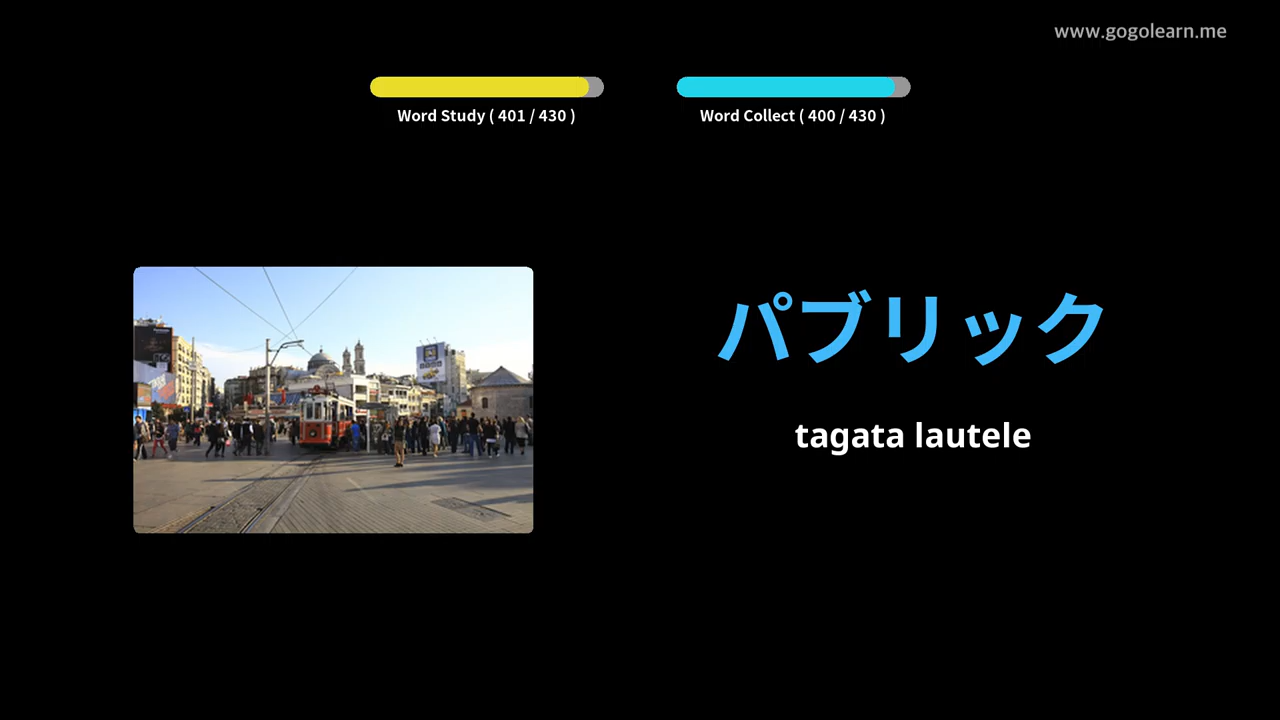 www.gogolearn.me
Word Study ( 401 / 430 )
Word Collect ( 400 / 430 )
パブリック
tagata lautele